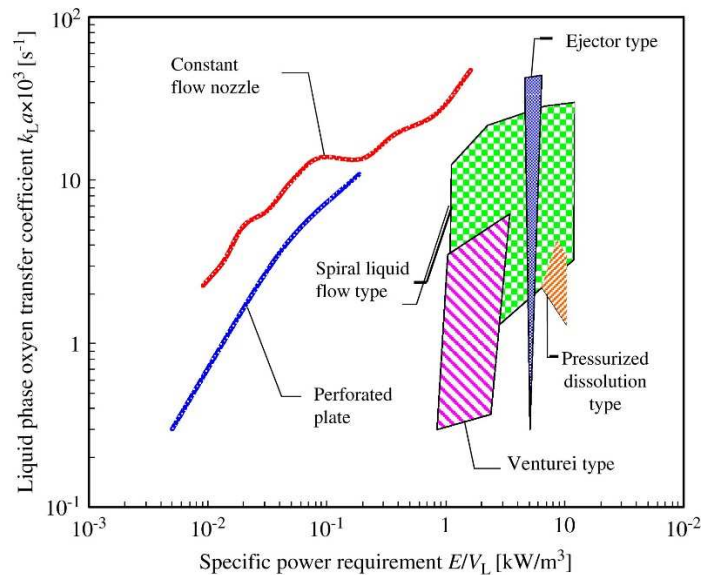 Liquid phase oxyen transfer coefficient kLa×10³ [s⁻¹]
10²
10
1
10⁻¹
Constant
flow nozzle
Ejector type
Spiral liquid
flow type
Pressurized
dissolution
type
Perforated
plate
Venturei type
10⁻³
10⁻²
10⁻¹
1
10
10⁻²
Specific power requirement E/VL [kW/m³]